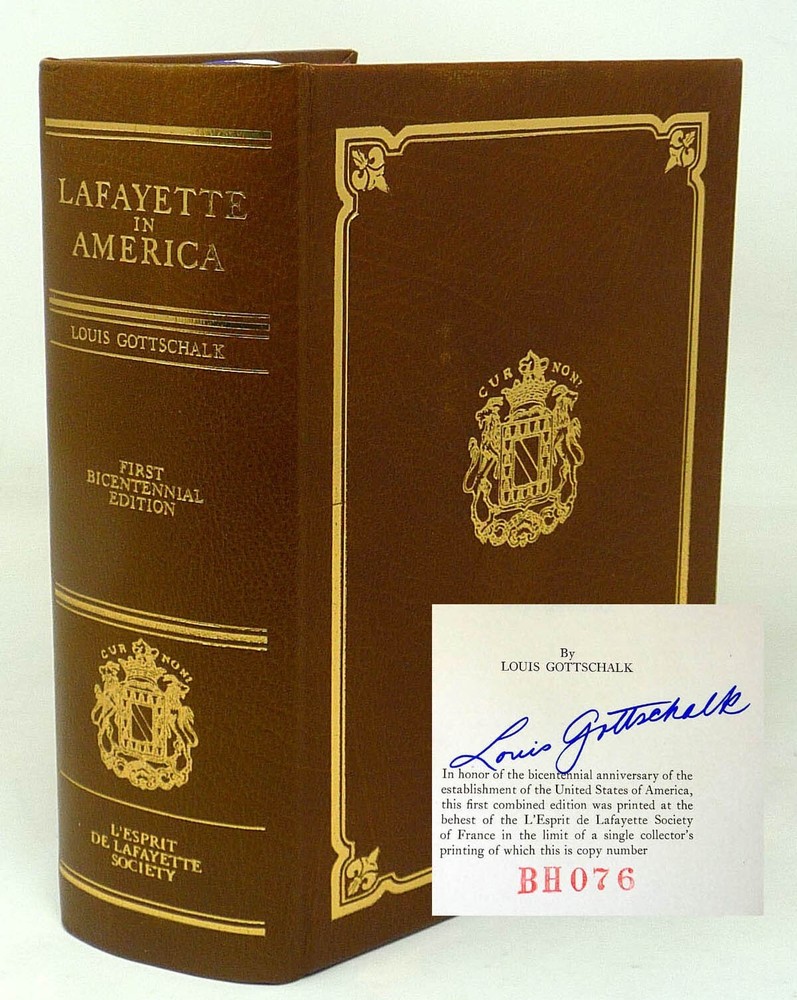 LAFAYETTE
IN
AMERICA
LOUIS GOTTSCHALK
FIRST
BICENTENNIAL
EDITION
CUR NON?
L'ESPRIT
DE LAFAYETTE
SOCIETY
CUR NON?
By
LOUIS GOTTSCHALK
Louis Gottschalk
In honor of the bicentennial anniversary of the
establishment of the United States of America,
this first combined edition was printed at the
behest of the L'Esprit de Lafayette Society
of France in the limit of a single collector's
printing of which this is copy number
BH076